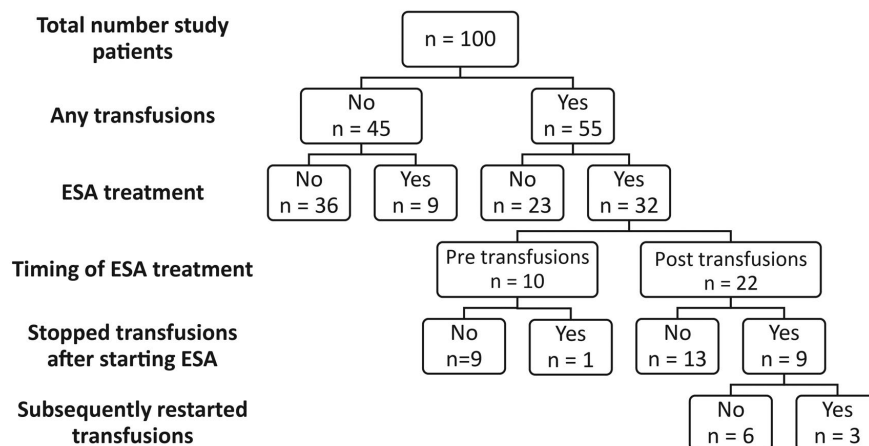 Total number study
patients
n = 100
Any transfusions
No
n = 45
Yes
n = 55
ESA treatment
No
n = 36
Yes
n = 9
No
n = 23
Yes
n = 32
Timing of ESA treatment
Pre transfusions
n = 10
Post transfusions
n = 22
Stopped transfusions
after starting ESA
No
n=9
Yes
n = 1
No
n = 13
Yes
n = 9
Subsequently restarted
transfusions
No
n = 6
Yes
n = 3